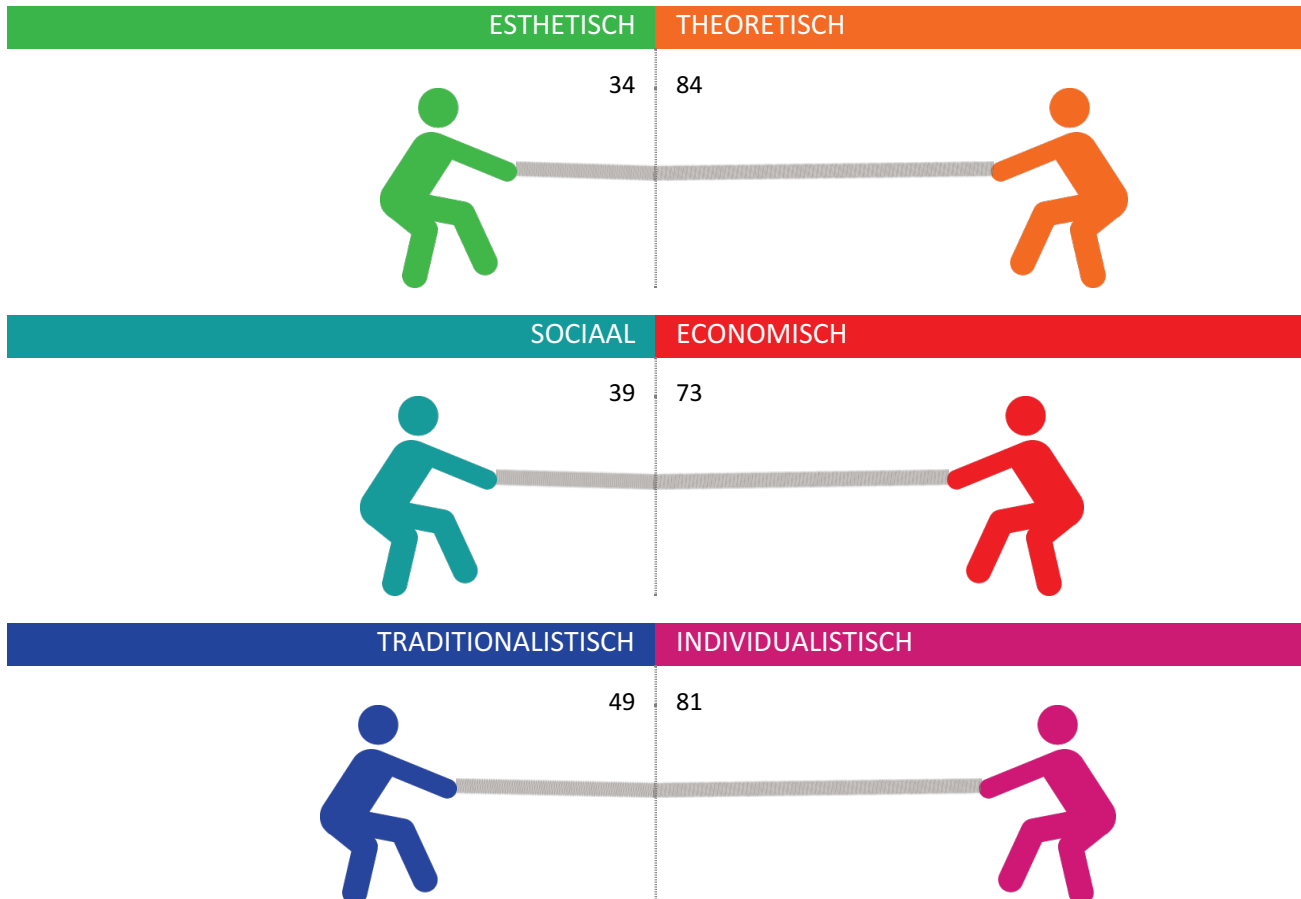 ESTHETISCH THEORETISCH
34 84
SOCIAAL ECONOMISCH
39 73
TRADITIONALISTISCH INDIVIDUALISTISCH
49 81